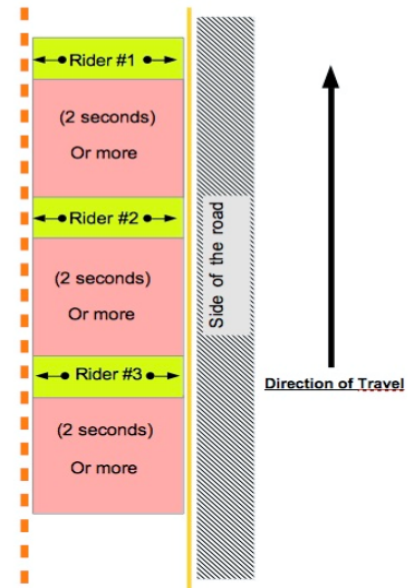 Rider #1
(2 seconds)
Or more
Rider #2
(2 seconds)
Or more
Rider #3
(2 seconds)
Or more
Side of the road
Direction of Travel